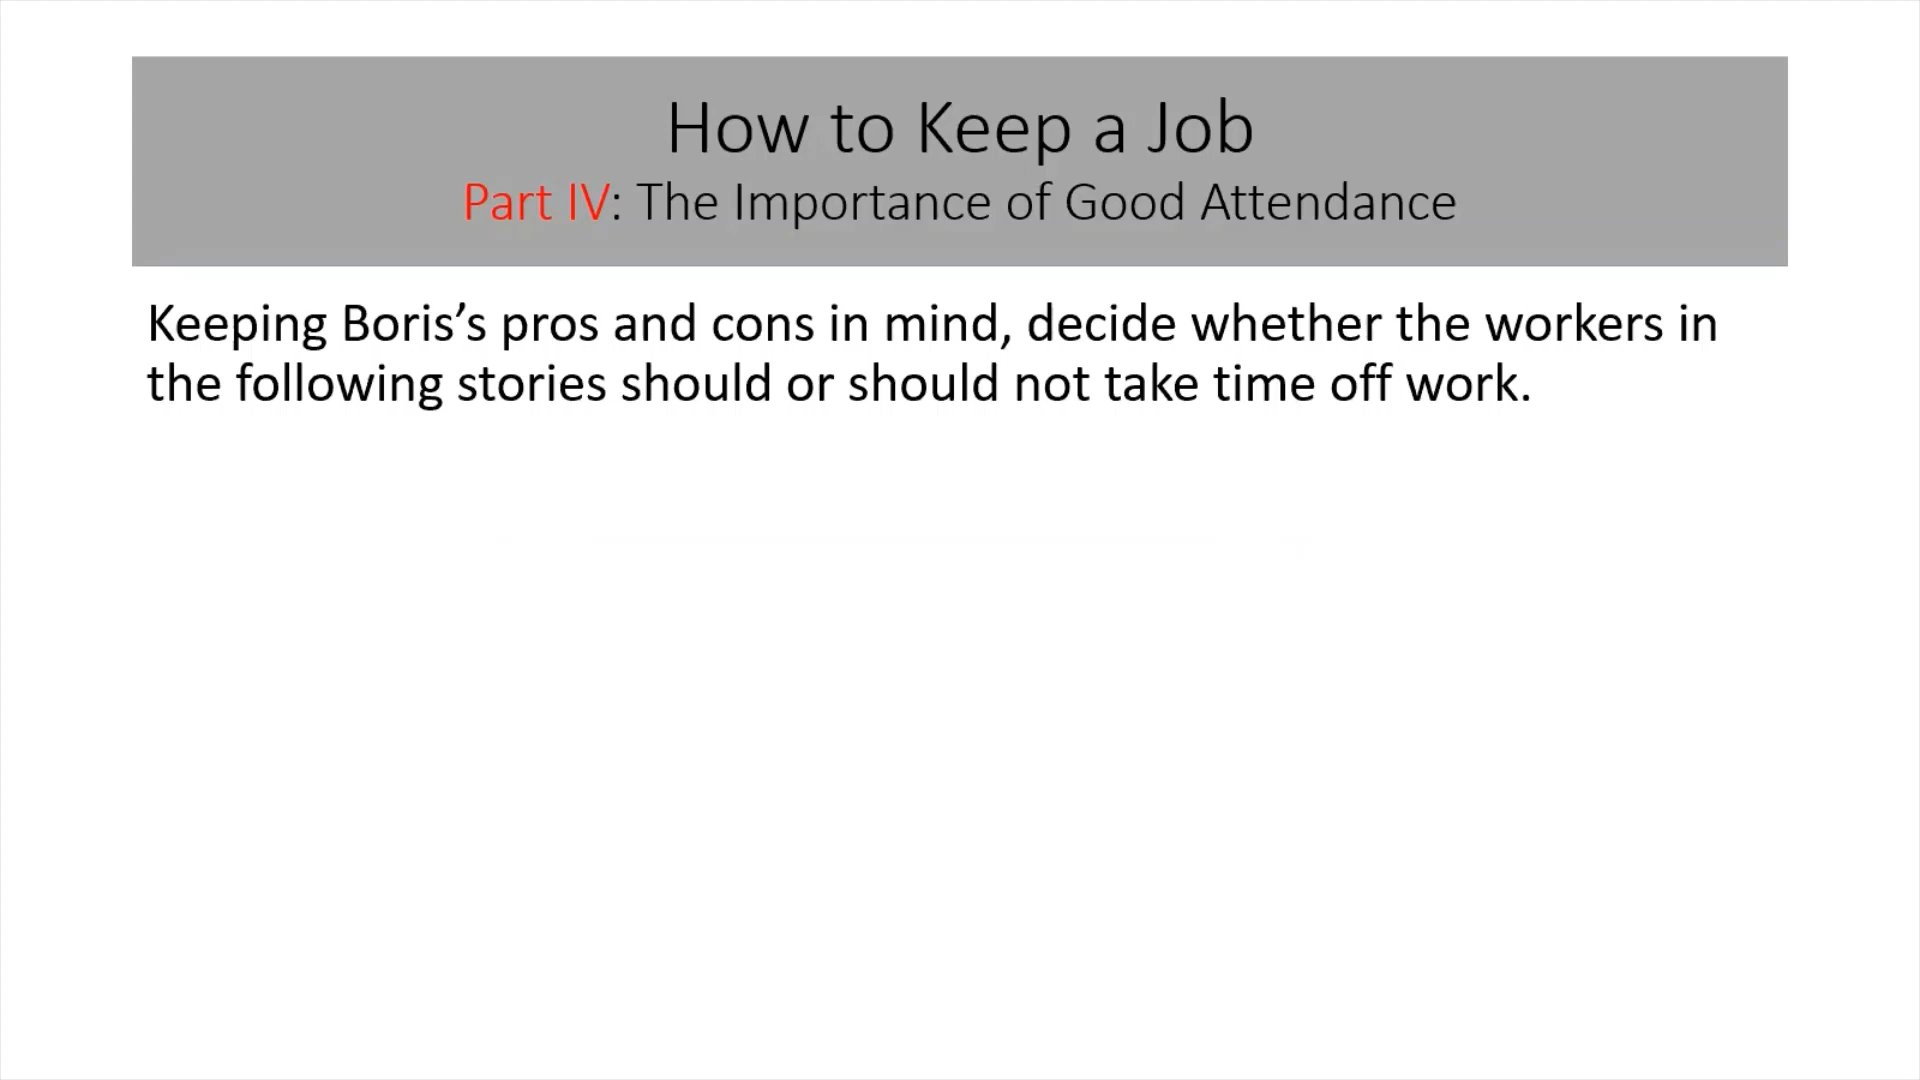 How to Keep a Job
Part IV: The Importance of Good Attendance
Keeping Boris’s pros and cons in mind, decide whether the workers in
the following stories should or should not take time off work.